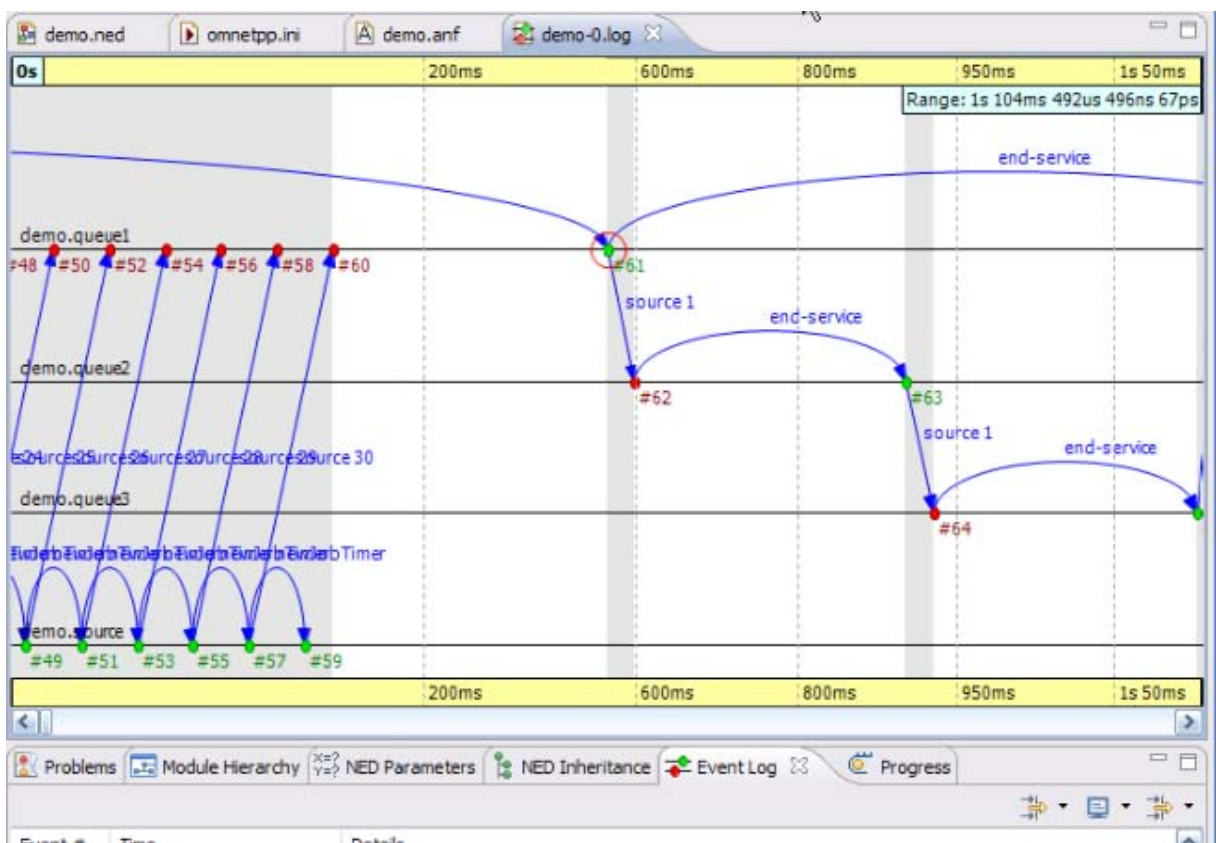 demo.ned omnetpp.ini demo.anf demo-0.log
0s 200ms 600ms 800ms 950ms 1s 50ms
Range: 1s 104ms 492us 496ns 67ps
end-service
demo.queue1
#48 #50 #52 #54 #56 #58 #60 #61
source 1
end-service
demo.queue2
#62 #63
source 1
end-service
source 30
demo.queue3
#64
demo.source
#49 #51 #53 #55 #57 #59
200ms 600ms 800ms 950ms 1s 50ms
Problems Module Hierarchy NED Parameters NED Inheritance Event Log Progress
Event # Time Details